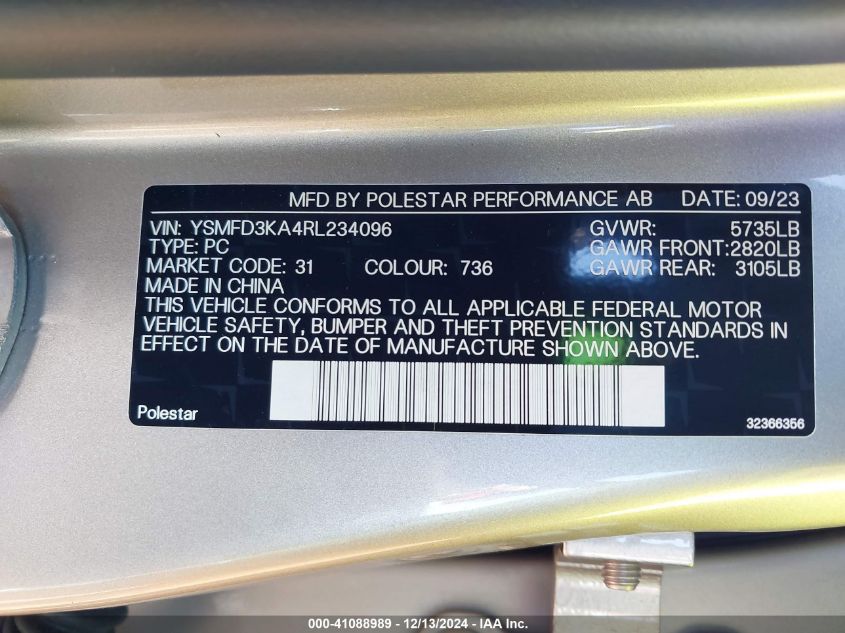 MFD BY POLESTAR PERFORMANCE AB DATE: 09/23
VIN: YSMFD3KA4RL234096 GVWR: 5735LB
TYPE: PC GAWR FRONT:2820LB
MARKET CODE: 31 COLOUR: 736 GAWR REAR: 3105LB
MADE IN CHINA
THIS VEHICLE CONFORMS TO ALL APPLICABLE FEDERAL MOTOR
VEHICLE SAFETY, BUMPER AND THEFT PREVENTION STANDARDS IN
EFFECT ON THE DATE OF MANUFACTURE SHOWN ABOVE.
Polestar 32366356
000-41088989 - 12/13/2024 - IAA Inc.